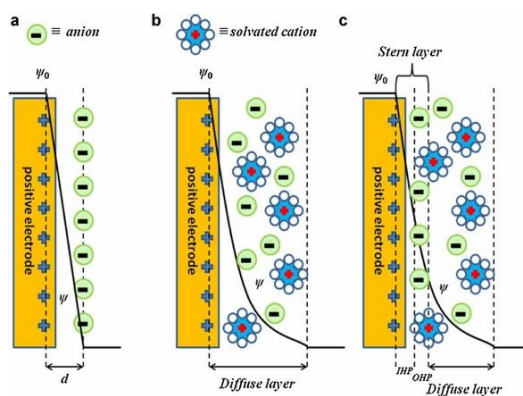 a
≡ anion
ψ0
positive electrode
ψ
d
b
≡ solvated cation
ψ0
positive electrode
ψ
Diffuse layer
c
Stern layer
ψ0
positive electrode
ψ
IHP
OHP
Diffuse layer